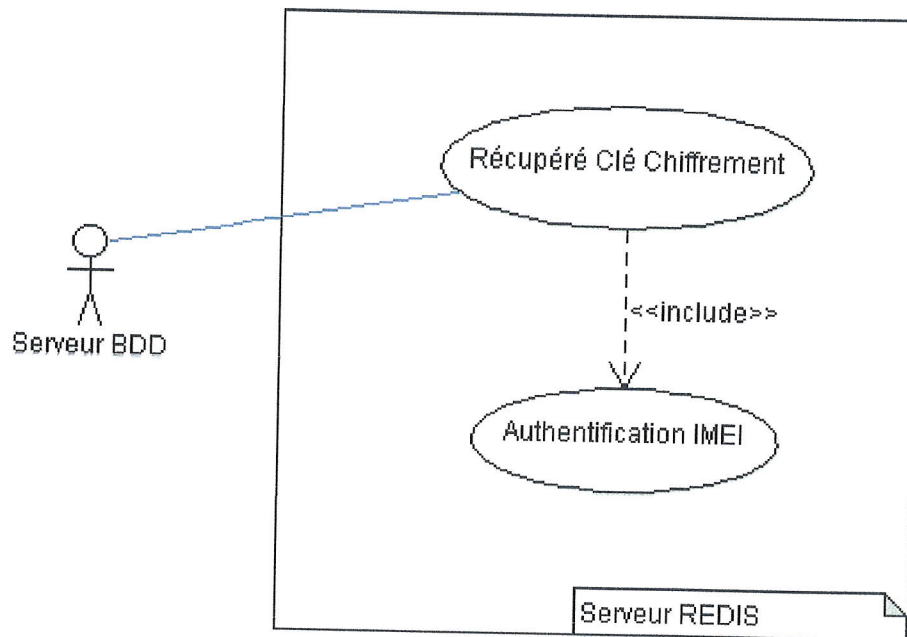 Récupéré Clé Chiffrement
<<include>>
Serveur BDD
Authentification IMEI
Serveur REDIS